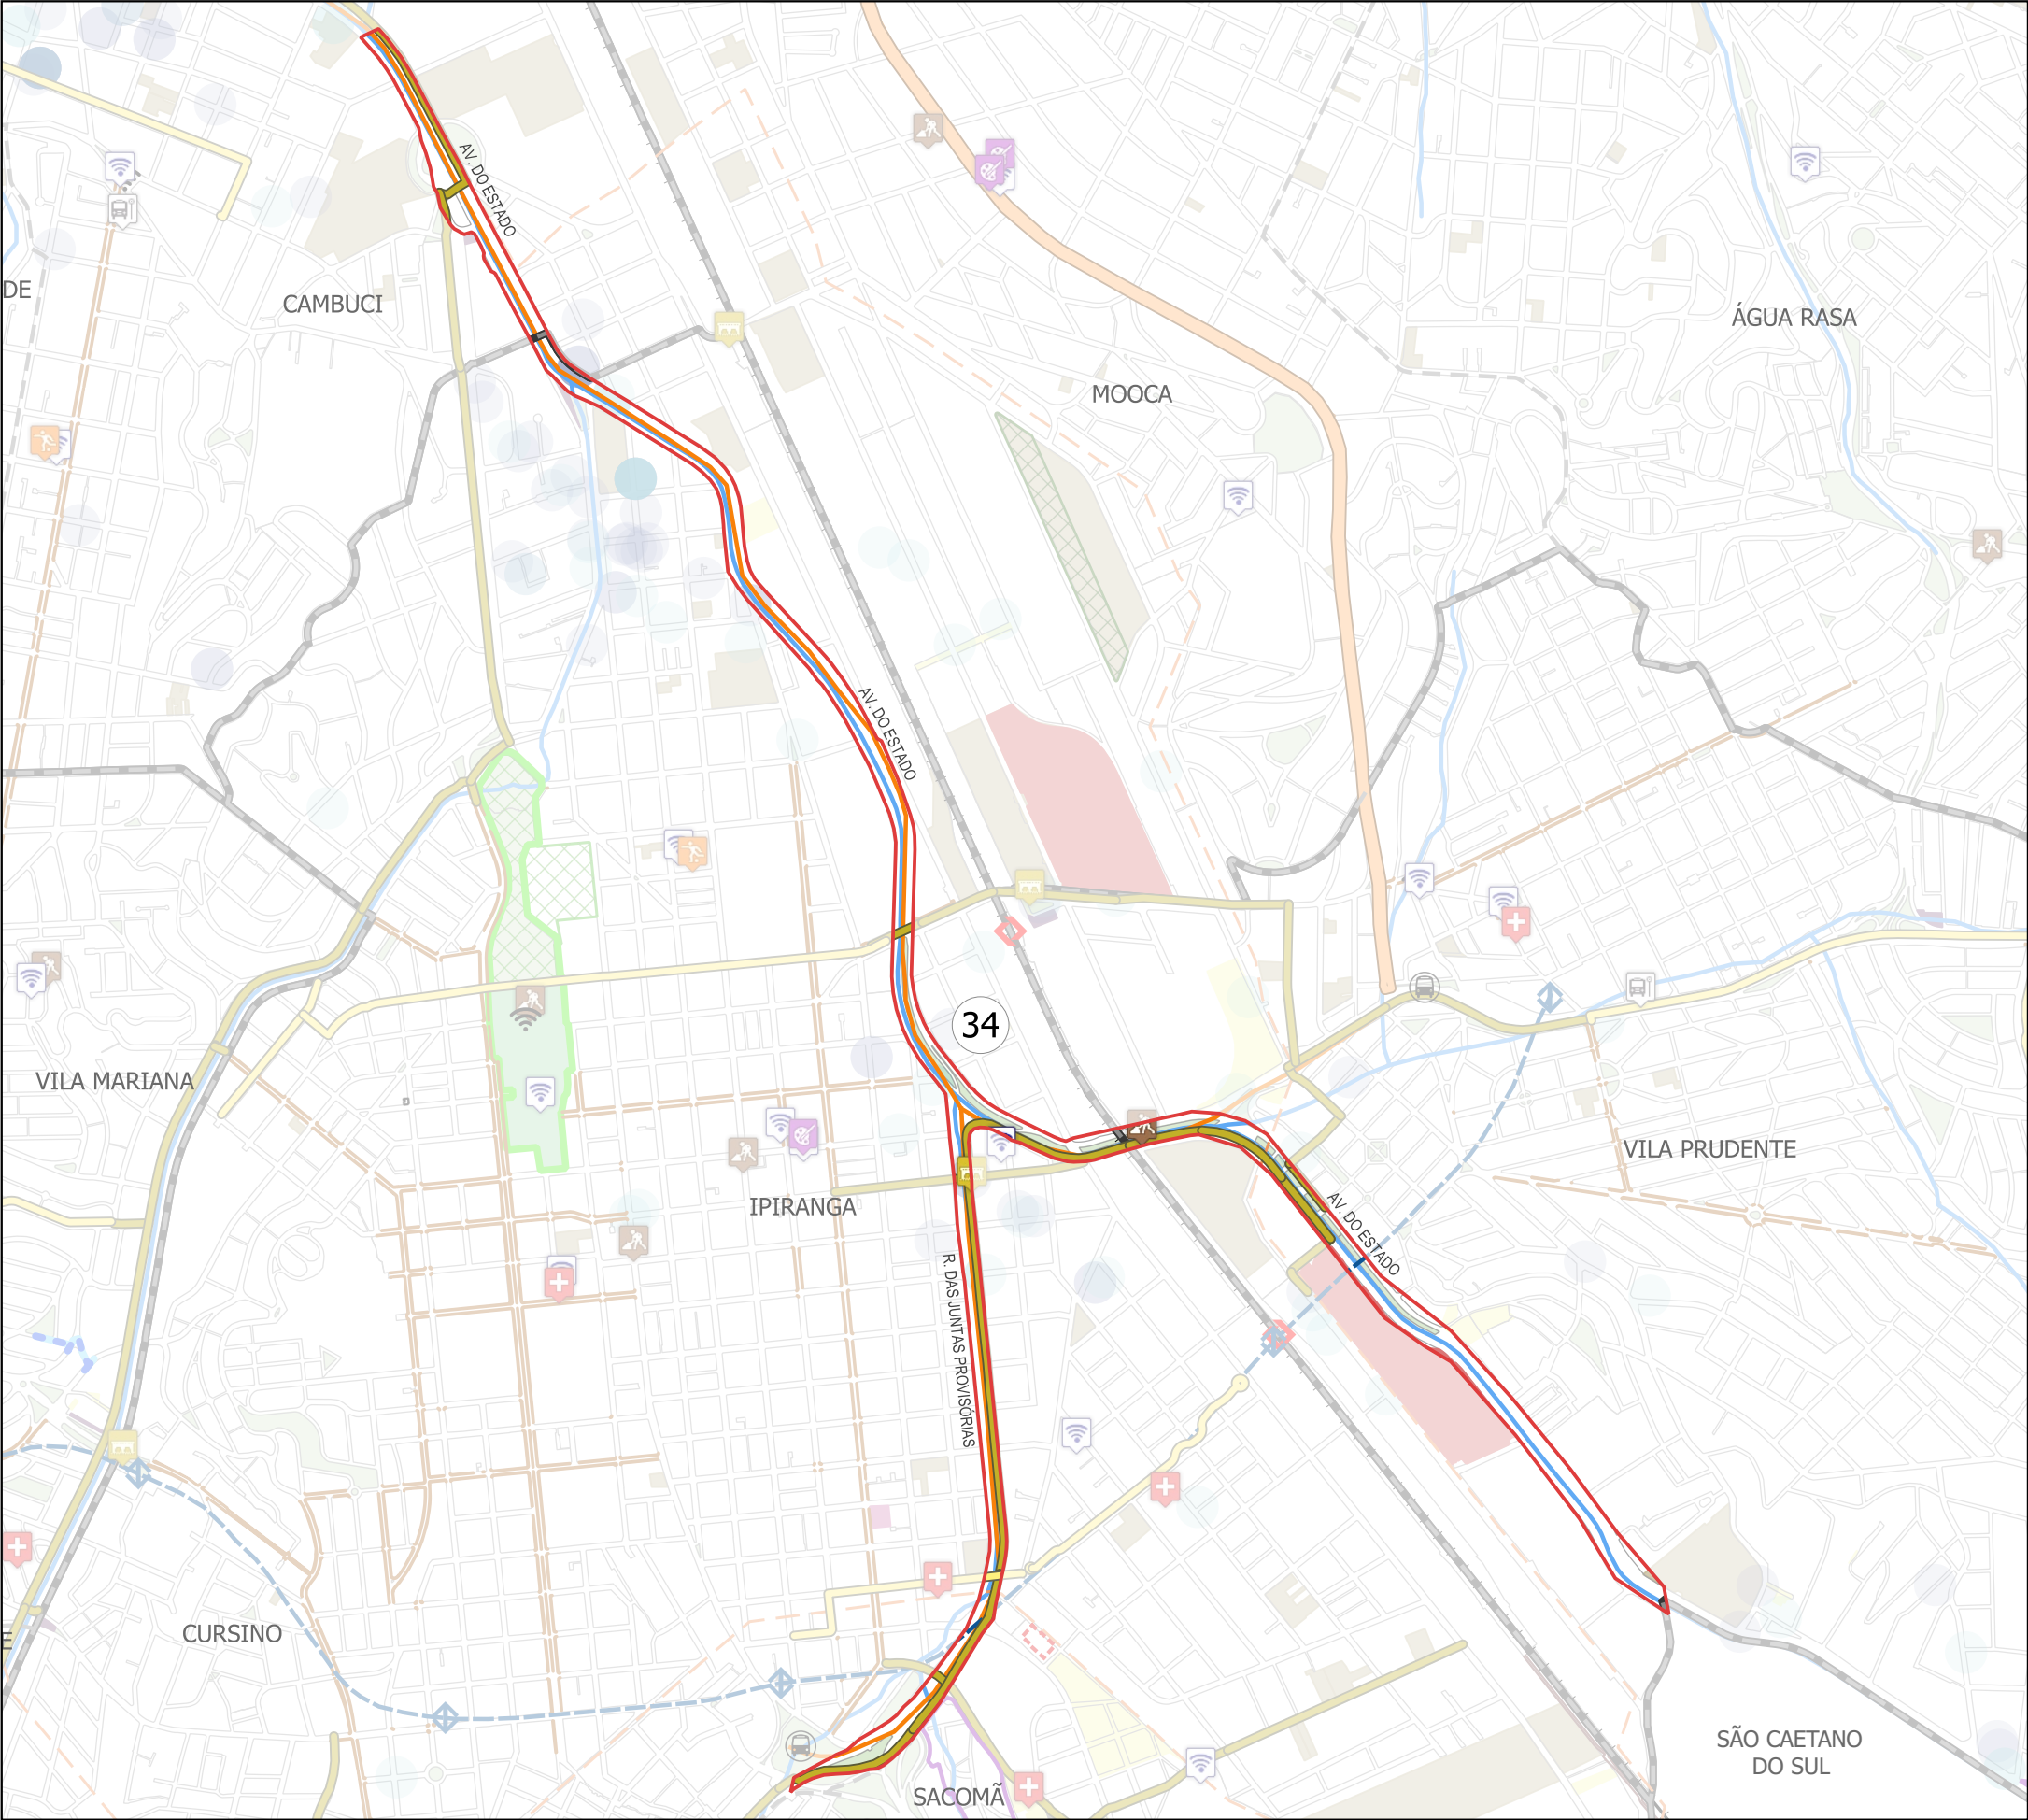 AV. DO ESTADO
DE
CAMBUCI
ÁGUA RASA
MOOCA
AV. DO ESTADO
34
VILA MARIANA
VILA PRUDENTE
IPIRANGA
AV. DO ESTADO
R. DAS JUNTAS PROVISÓRIAS
CURSINO
E
SÃO CAETANO
DO SUL
SACOMÃ